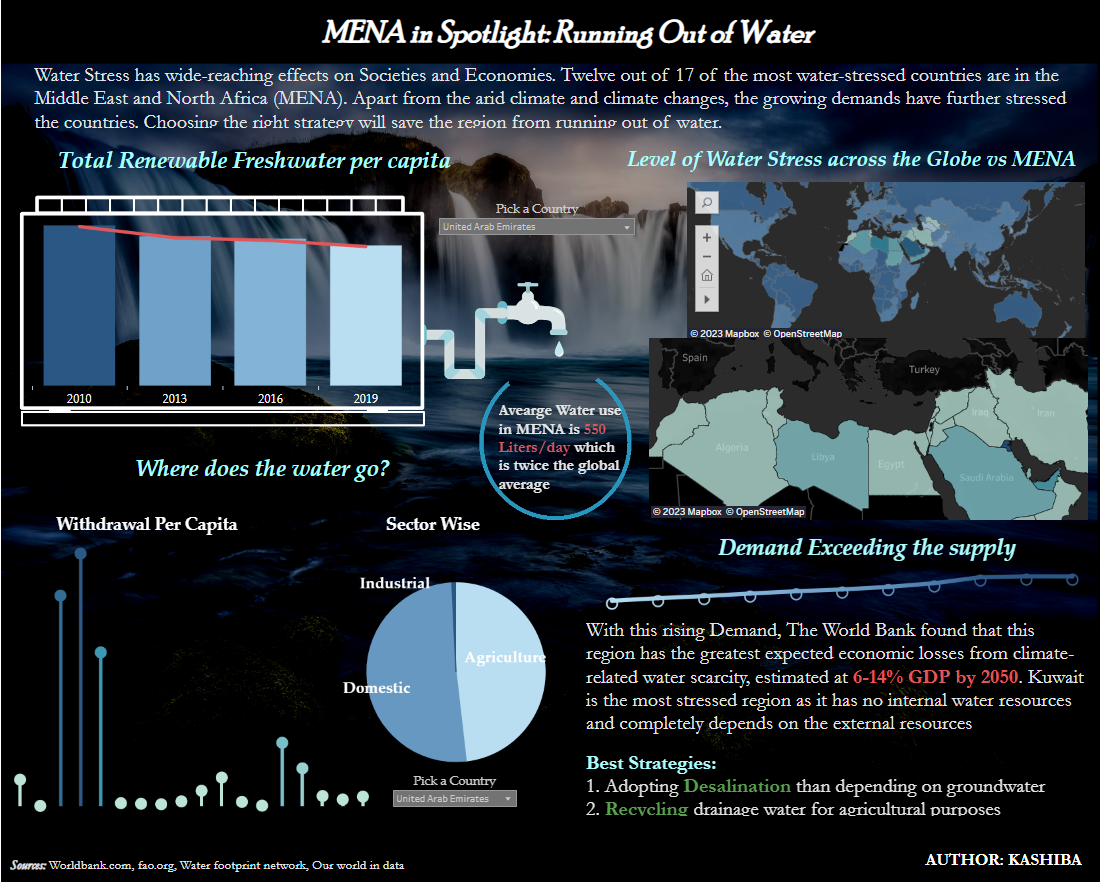 MENA in Spotlight: Running Out of Water
Water Stress has wide-reaching effects on Societies and Economies. Twelve out of 17 of the most water-stressed countries are in the
Middle East and North Africa (MENA). Apart from the arid climate and climate changes, the growing demands have further stressed
the countries. Choosing the right strategy will save the region from running out of water.
Total Renewable Freshwater per capita
Level of Water Stress across the Globe vs MENA
Pick a Country
United Arab Emirates
2010
2013
2016
2019
© 2023 Mapbox © OpenStreetMap
Spain
Turkey
Algeria
Libya
Egypt
Iraq
Iran
Saudi Arabia
© 2023 Mapbox © OpenStreetMap
Avearge Water use
in MENA is 550
Liters/day which
is twice the global
average
Where does the water go?
Withdrawal Per Capita
Sector Wise
Industrial
Agriculture
Domestic
Pick a Country
United Arab Emirates
Demand Exceeding the supply
With this rising Demand, The World Bank found that this
region has the greatest expected economic losses from climate-
related water scarcity, estimated at 6-14% GDP by 2050. Kuwait
is the most stressed region as it has no internal water resources
and completely depends on the external resources
Best Strategies:
1. Adopting Desalination than depending on groundwater
2. Recycling drainage water for agricultural purposes
Sources: Worldbank.com, fao.org, Water footprint network, Our world in data
AUTHOR: KASHIBA